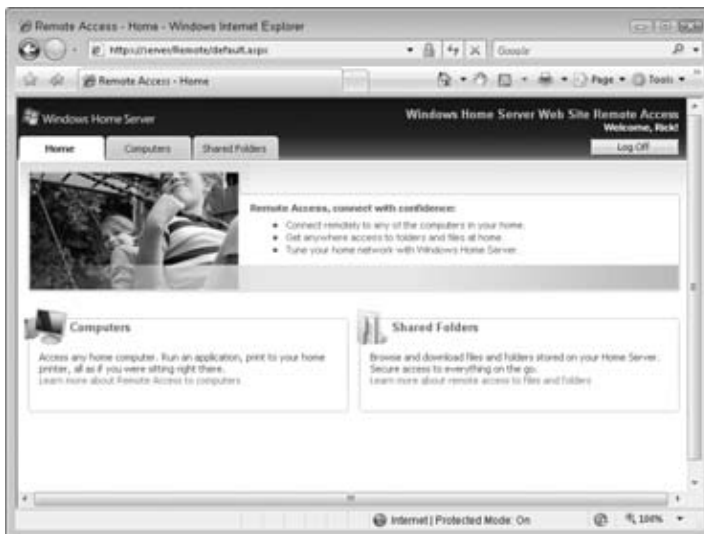 Remote Access - Home - Windows Internet Explorer
https://server/Remote/default.aspx
Google
Remote Access - Home
Page
Tools
Windows Home Server
Windows Home Server Web Site Remote Access
Welcome, Rick!
Home
Computers
Shared Folders
Log Off
Remote Access, connect with confidence:
• Connect remotely to any of the computers in your home.
• Get anywhere access to folders and files at home
• Tune your home network with Windows Home Server
Computers
Access any home computer. Run an application, print to your home
printer, all as if you were sitting right there.
Learn more about Remote Access to computers
Shared Folders
Browse and download files and folders stored on your Home Server.
Secure access to everything on the go.
Learn more about remote access to files and folders
Internet | Protected Mode: On
100%